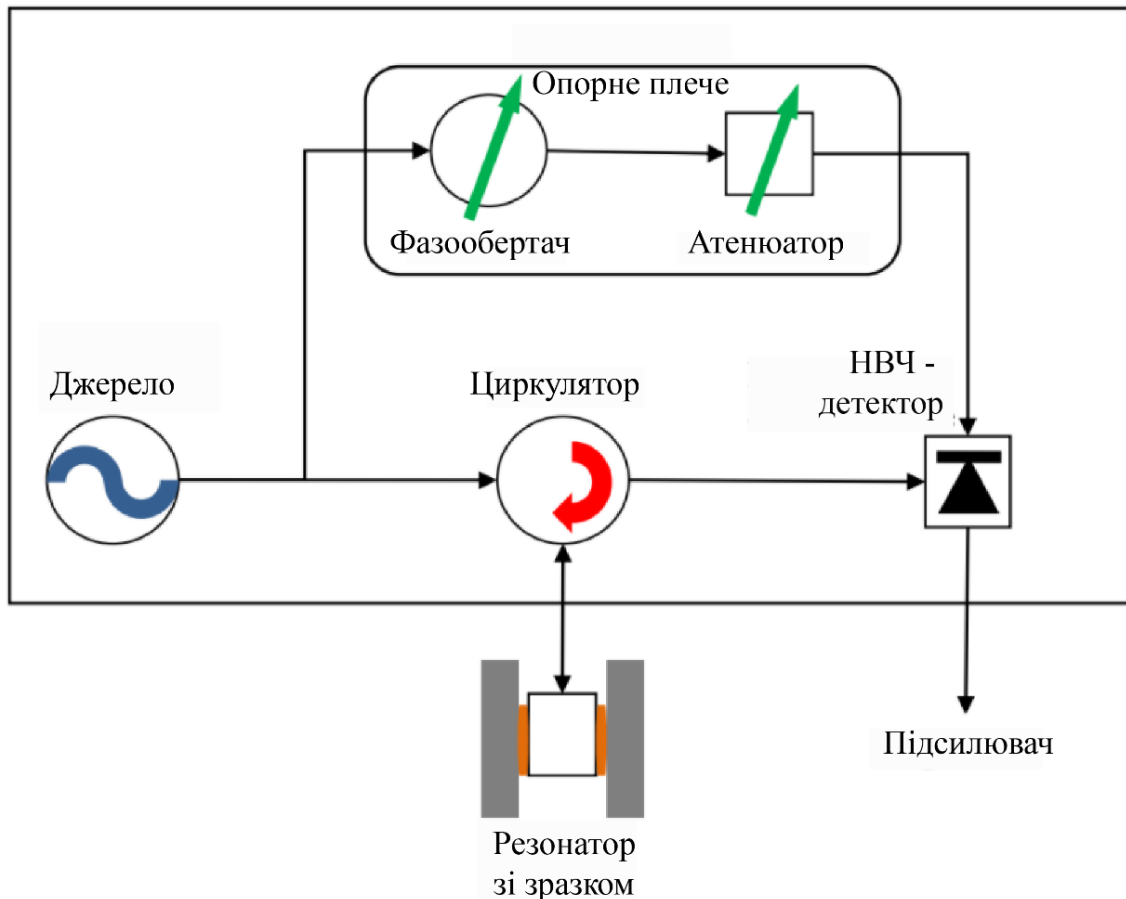 Опорне плече
Фазообертач
Атенюатор
Джерело
Циркулятор
НВЧ -
детектор
Підсилювач
Резонатор
зі зразком